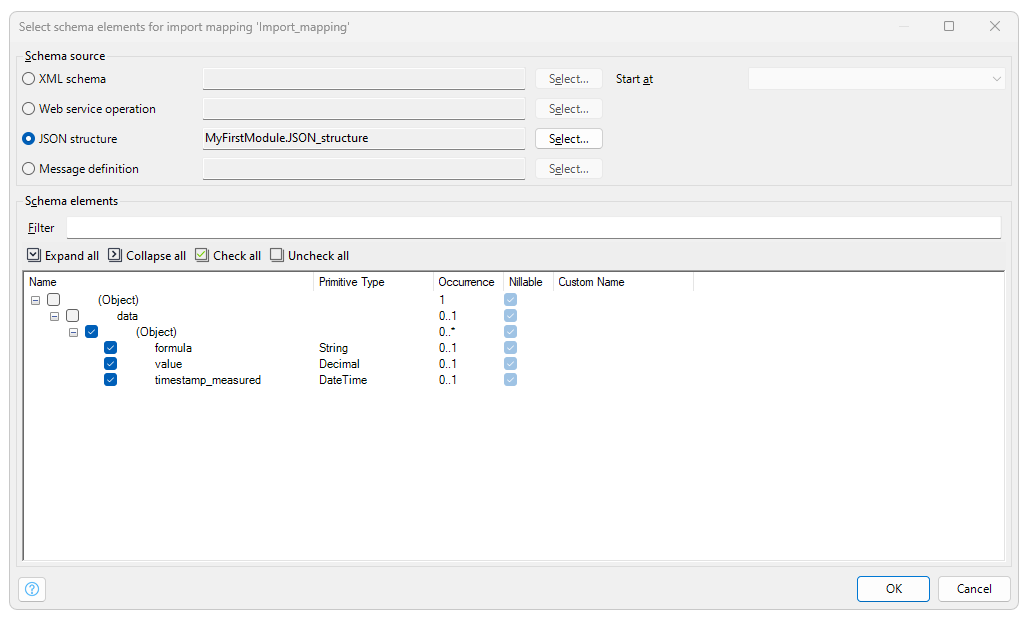 Select schema elements for import mapping 'Import_mapping'
Schema source
XML schema Select... Start at
Web service operation Select...
JSON structure MyFirstModule.JSON_structure Select...
Message definition Select...
Schema elements
Filter
Expand all Collapse all Check all Uncheck all
Name Primitive Type Occurrence Nillable Custom Name
(Object) 1
data 0..1
(Object) 0..*
formula String 0..1
value Decimal 0..1
timestamp_measured DateTime 0..1
? OK Cancel